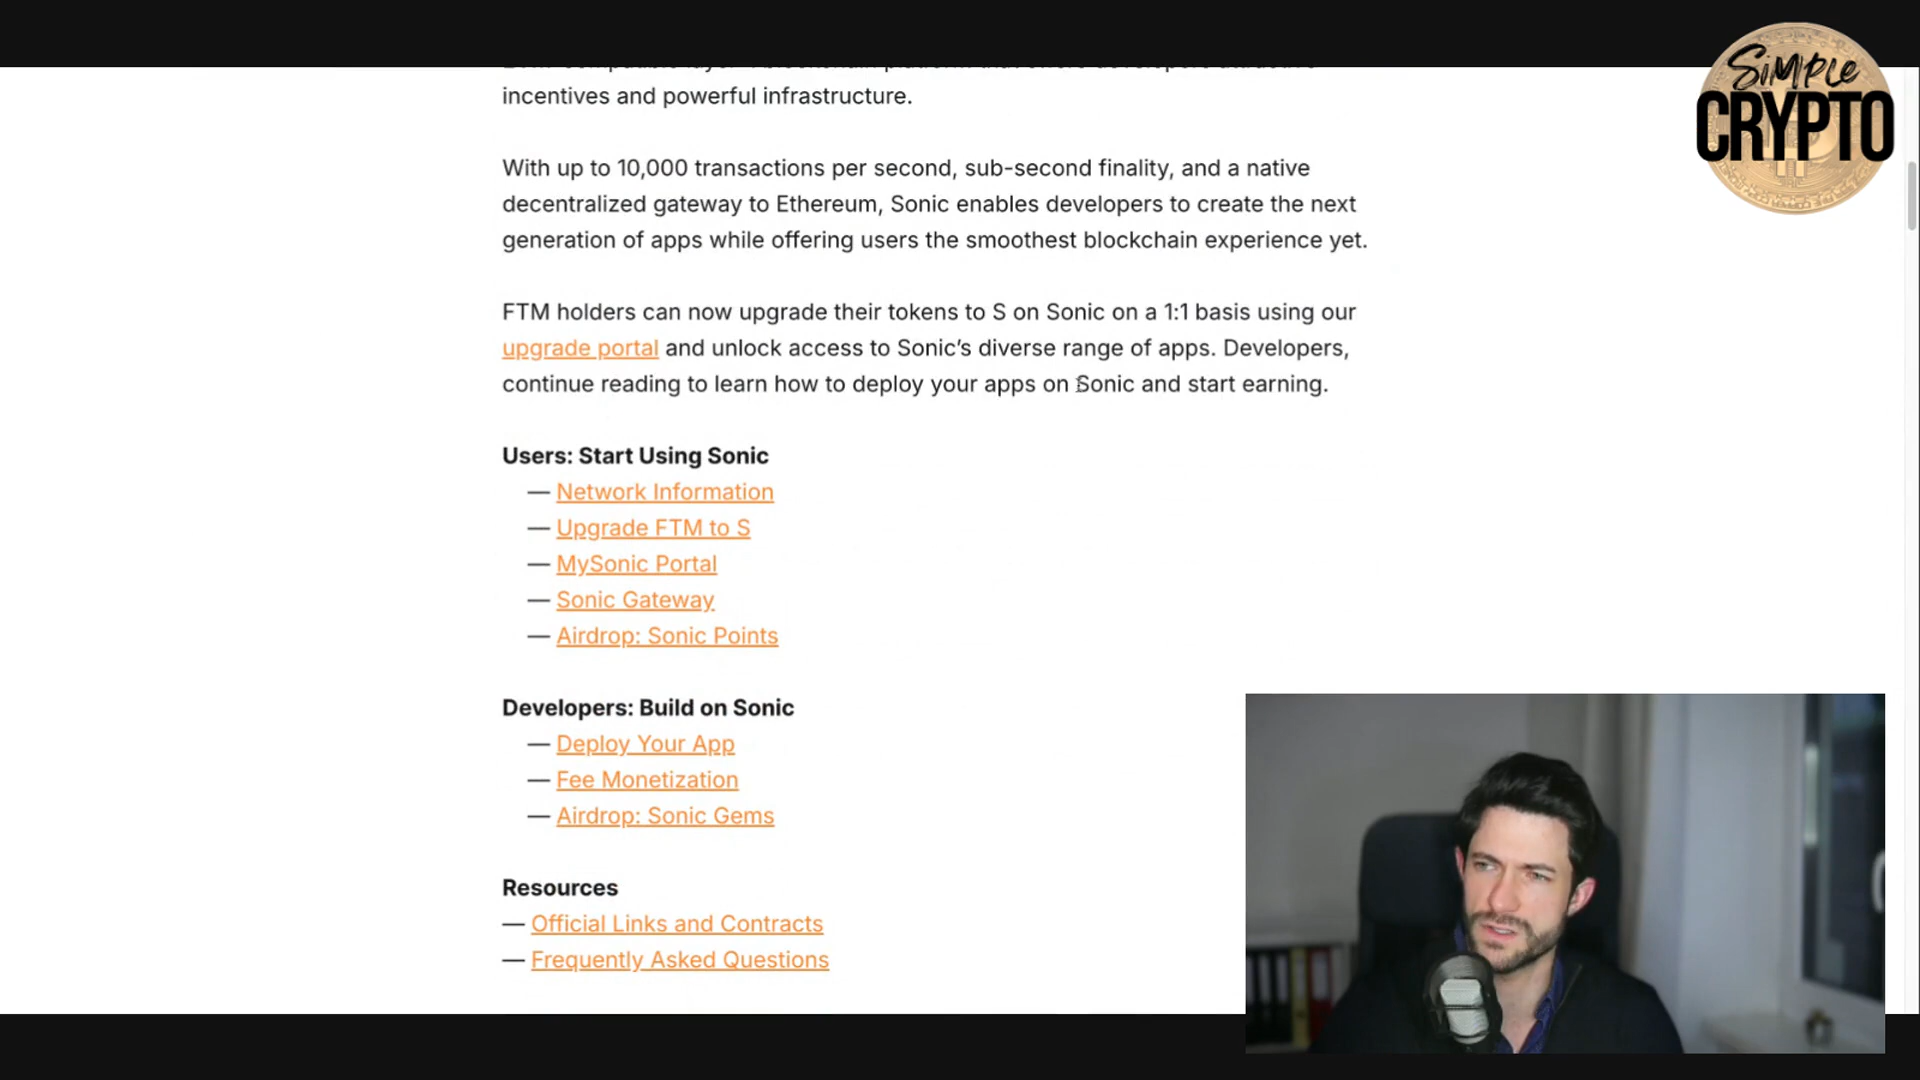 incentives and powerful infrastructure.
With up to 10,000 transactions per second, sub-second finality, and a native
decentralized gateway to Ethereum, Sonic enables developers to create the next
generation of apps while offering users the smoothest blockchain experience yet.
FTM holders can now upgrade their tokens to S on Sonic on a 1:1 basis using our
upgrade portal and unlock access to Sonic’s diverse range of apps. Developers,
continue reading to learn how to deploy your apps on Sonic and start earning.
Users: Start Using Sonic
— Network Information
— Upgrade FTM to S
— MySonic Portal
— Sonic Gateway
— Airdrop: Sonic Points
Developers: Build on Sonic
— Deploy Your App
— Fee Monetization
— Airdrop: Sonic Gems
Resources
— Official Links and Contracts
— Frequently Asked Questions
SiMPLe
CRYPTO